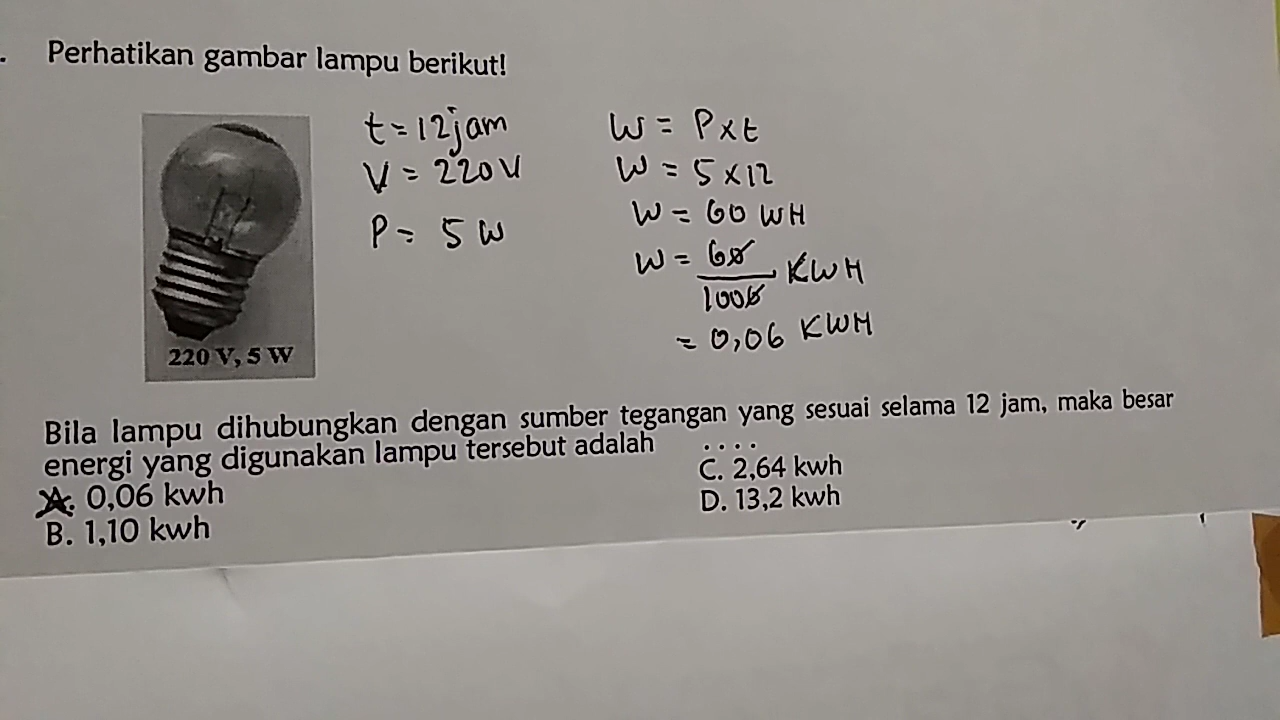 Perhatikan gambar lampu berikut!
t = 12 jam
V = 220 V
P = 5 W
220 V, 5 W
W = P x t
W = 5 x 12
W = 60 WH
W = 60/1000 KWH
= 0,06 KWH
Bila lampu dihubungkan dengan sumber tegangan yang sesuai selama 12 jam, maka besar
energi yang digunakan lampu tersebut adalah ....
A. 0,06 kwh
B. 1,10 kwh
C. 2,64 kwh
D. 13,2 kwh